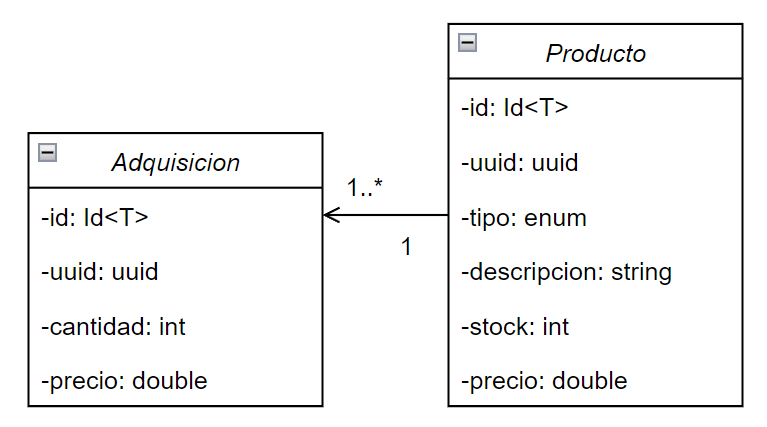 Adquisicion
-id: Id<T>
-uuid: uuid
-cantidad: int
-precio: double
1..*
1
Producto
-id: Id<T>
-uuid: uuid
-tipo: enum
-descripcion: string
-stock: int
-precio: double